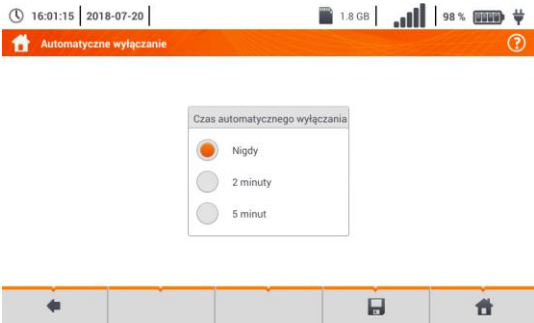 16:01:15 2018-07-20 1.8 GB 98 %
Automatyczne wyłączanie ?
Czas automatycznego wyłączania
Nigdy
2 minuty
5 minut